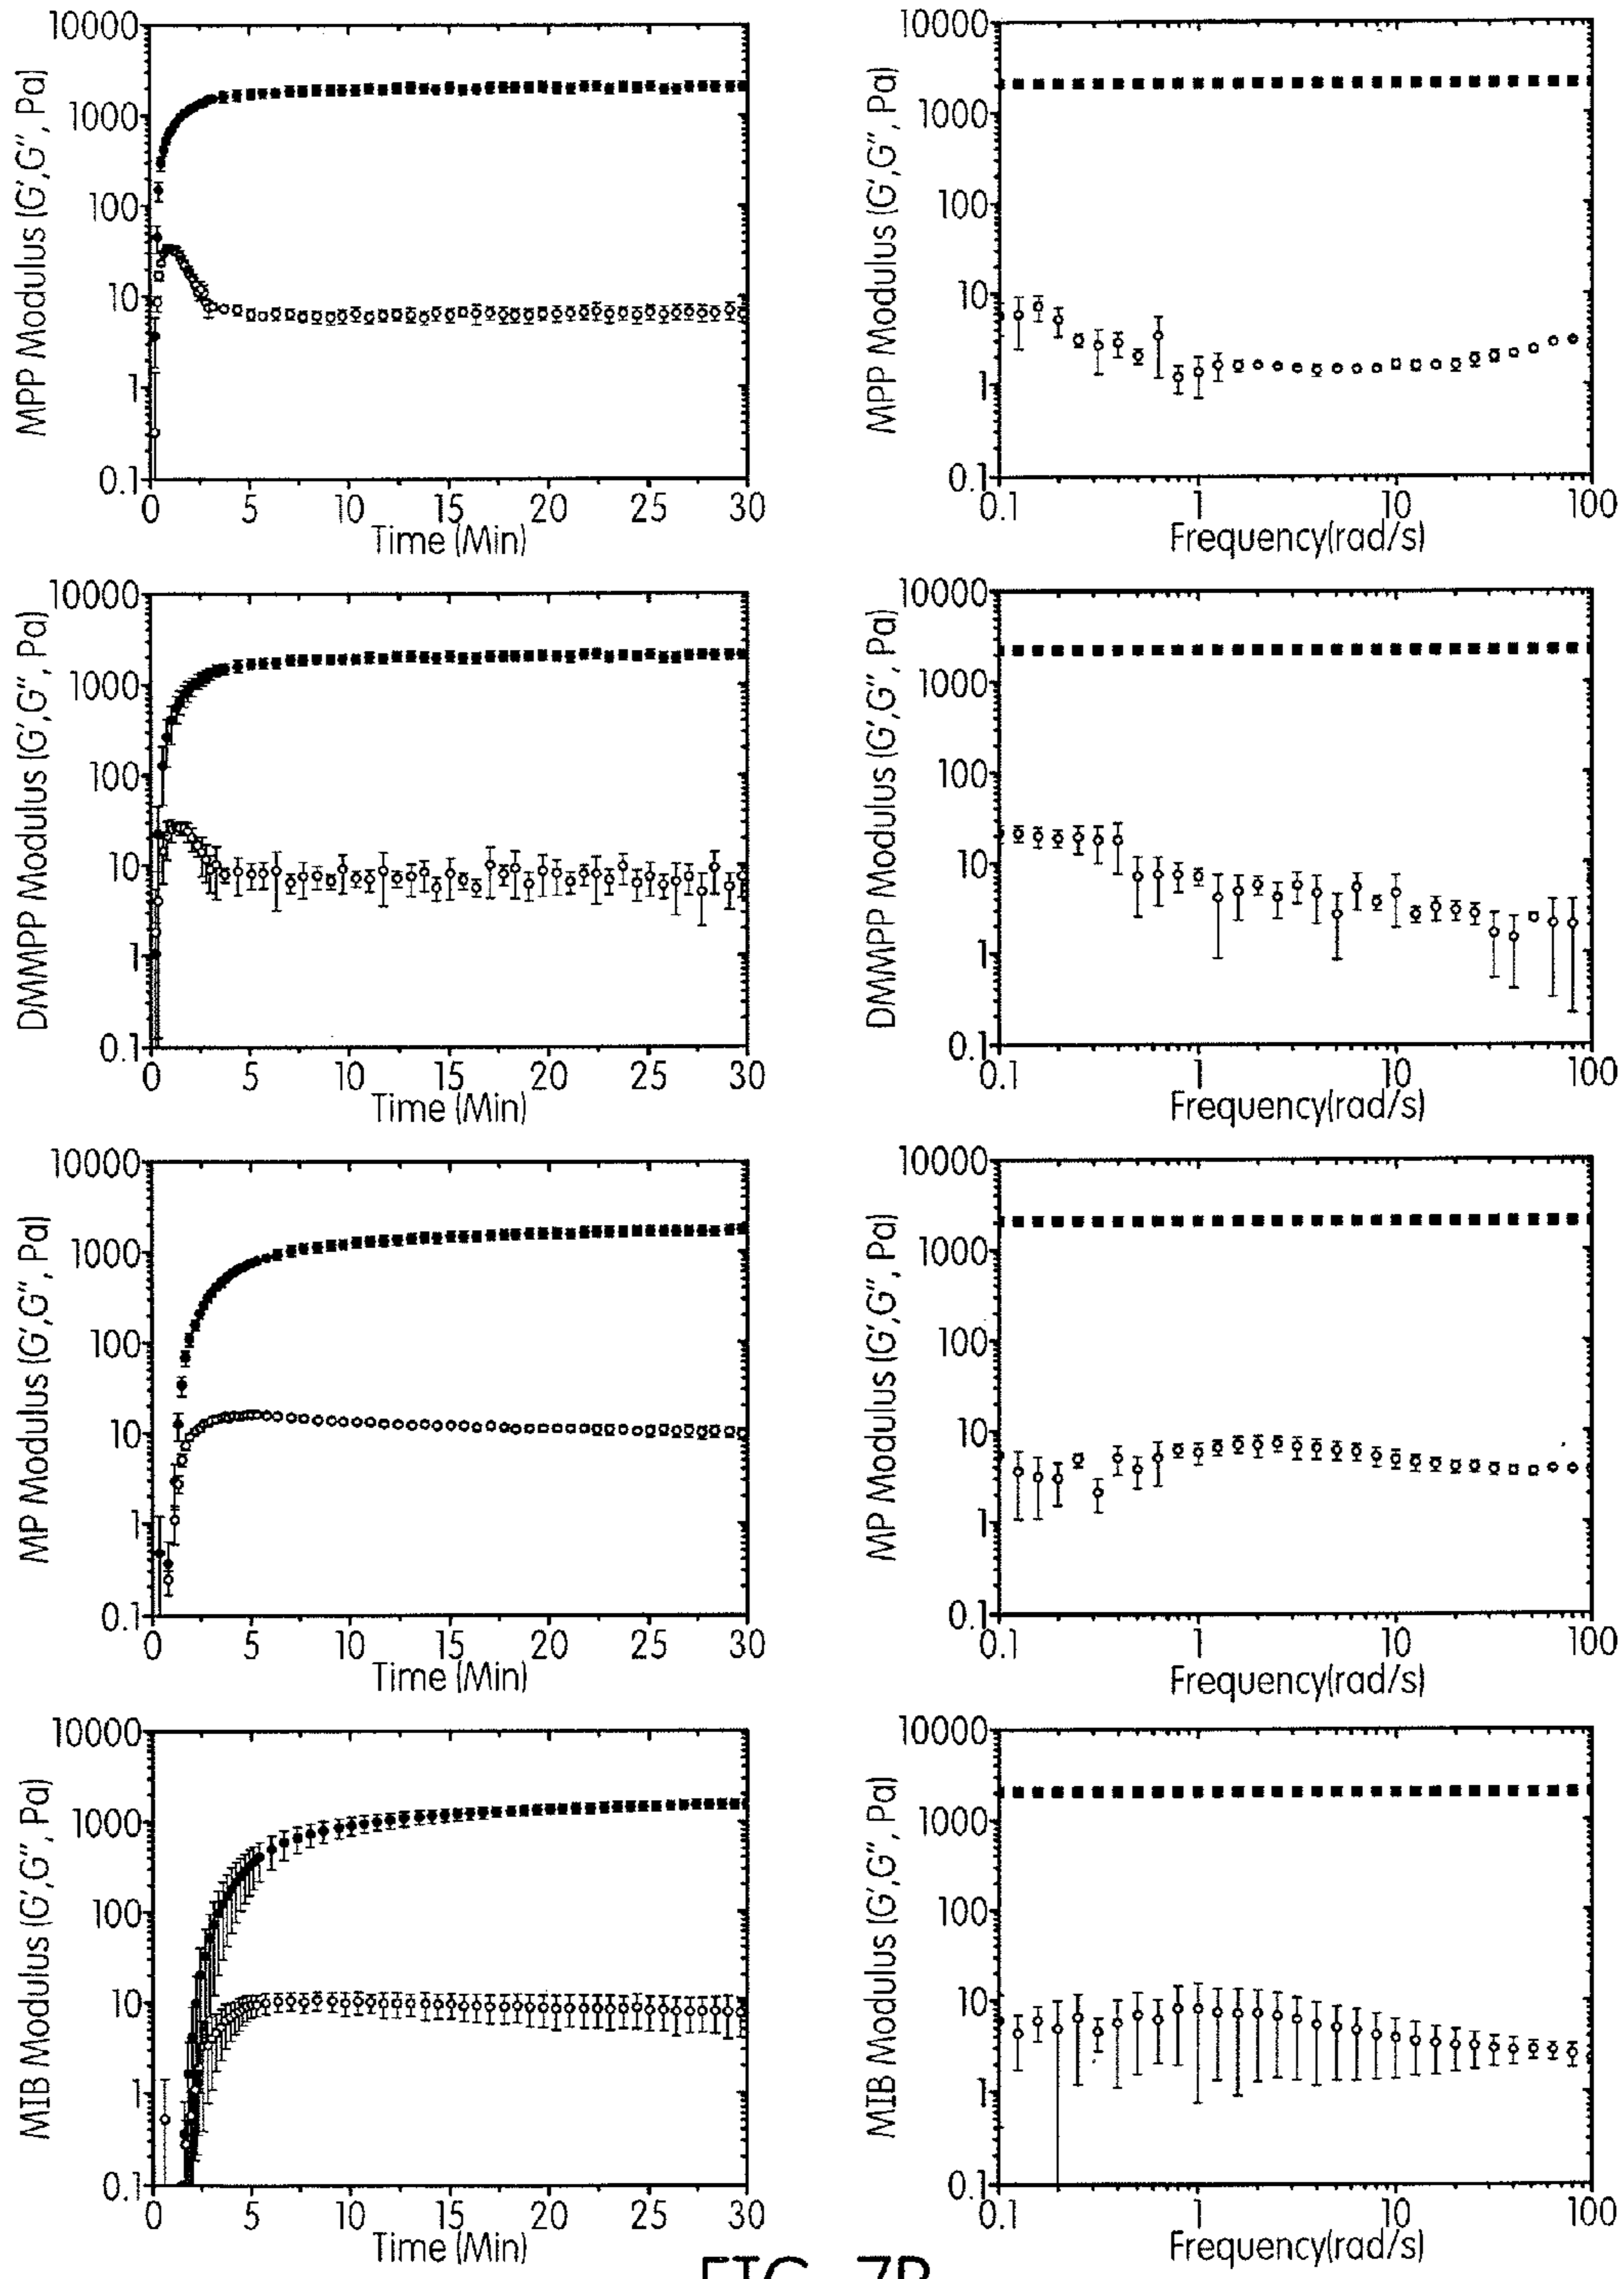 MPP Modulus (G',G'', Pa)
10000
1000
100
10
1
0.1
0 5 10 15 20 25 30
Time (Min)
MPP Modulus (G',G'', Pa)
10000
1000
100
10
1
0.1
0.1 1 10 100
Frequency(rad/s)
DMMPP Modulus (G',G'', Pa)
10000
1000
100
10
1
0.1
0 5 10 15 20 25 30
Time (Min)
DMMPP Modulus (G',G'', Pa)
10000
1000
100
10
1
0.1
0.1 1 10 100
Frequency(rad/s)
MP Modulus (G',G'', Pa)
10000
1000
100
10
1
0.1
0 5 10 15 20 25 30
Time (Min)
MP Modulus (G',G'', Pa)
10000
1000
100
10
1
0.1
0.1 1 10 100
Frequency(rad/s)
MIB Modulus (G',G'', Pa)
10000
1000
100
10
1
0.1
0 5 10 15 20 25 30
Time (Min)
MIB Modulus (G',G'', Pa)
10000
1000
100
10
1
0.1
0.1 1 10 100
Frequency(rad/s)